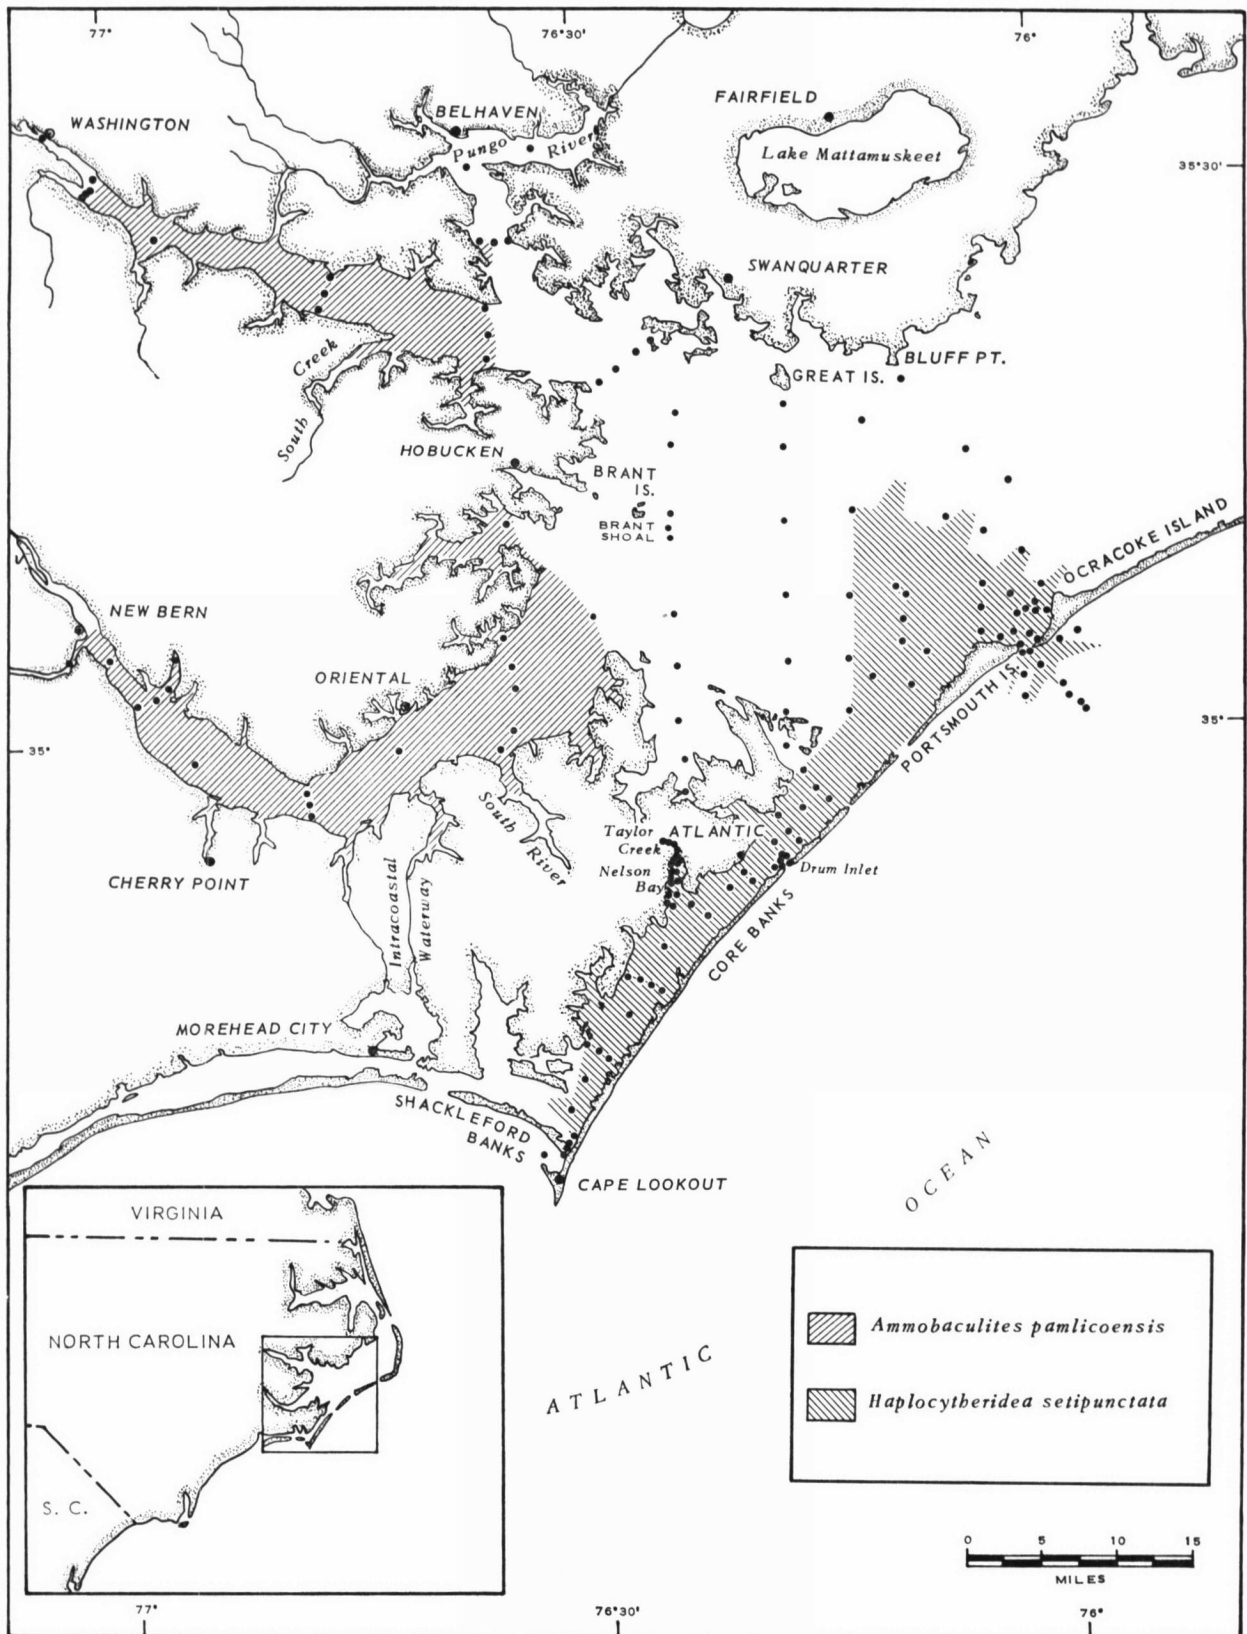 77°
76°30'
76°
WASHINGTON
BELHAVEN
Pungo River
FAIRFIELD
Lake Mattamuskeet
35°30'
SWANQUARTER
BLUFF PT.
GREAT IS.
South Creek
HOBUCKEN
BRANT
IS.
BRANT
SHOAL
OCRACOKE ISLAND
NEW BERN
ORIENTAL
PORTSMOUTH IS.
35°
35°
South River
Taylor
Creek
ATLANTIC
Nelson
Bay
Drum Inlet
CHERRY POINT
Intracoastal
Waterway
CORE BANKS
MOREHEAD CITY
SHACKLEFORD
BANKS
CAPE LOOKOUT
ATLANTIC OCEAN
VIRGINIA
NORTH CAROLINA
S. C.
Ammobaculites pamlicoensis
Haplocytheridea setipunctata
0 5 10 15
MILES
77°
76°30'
76°